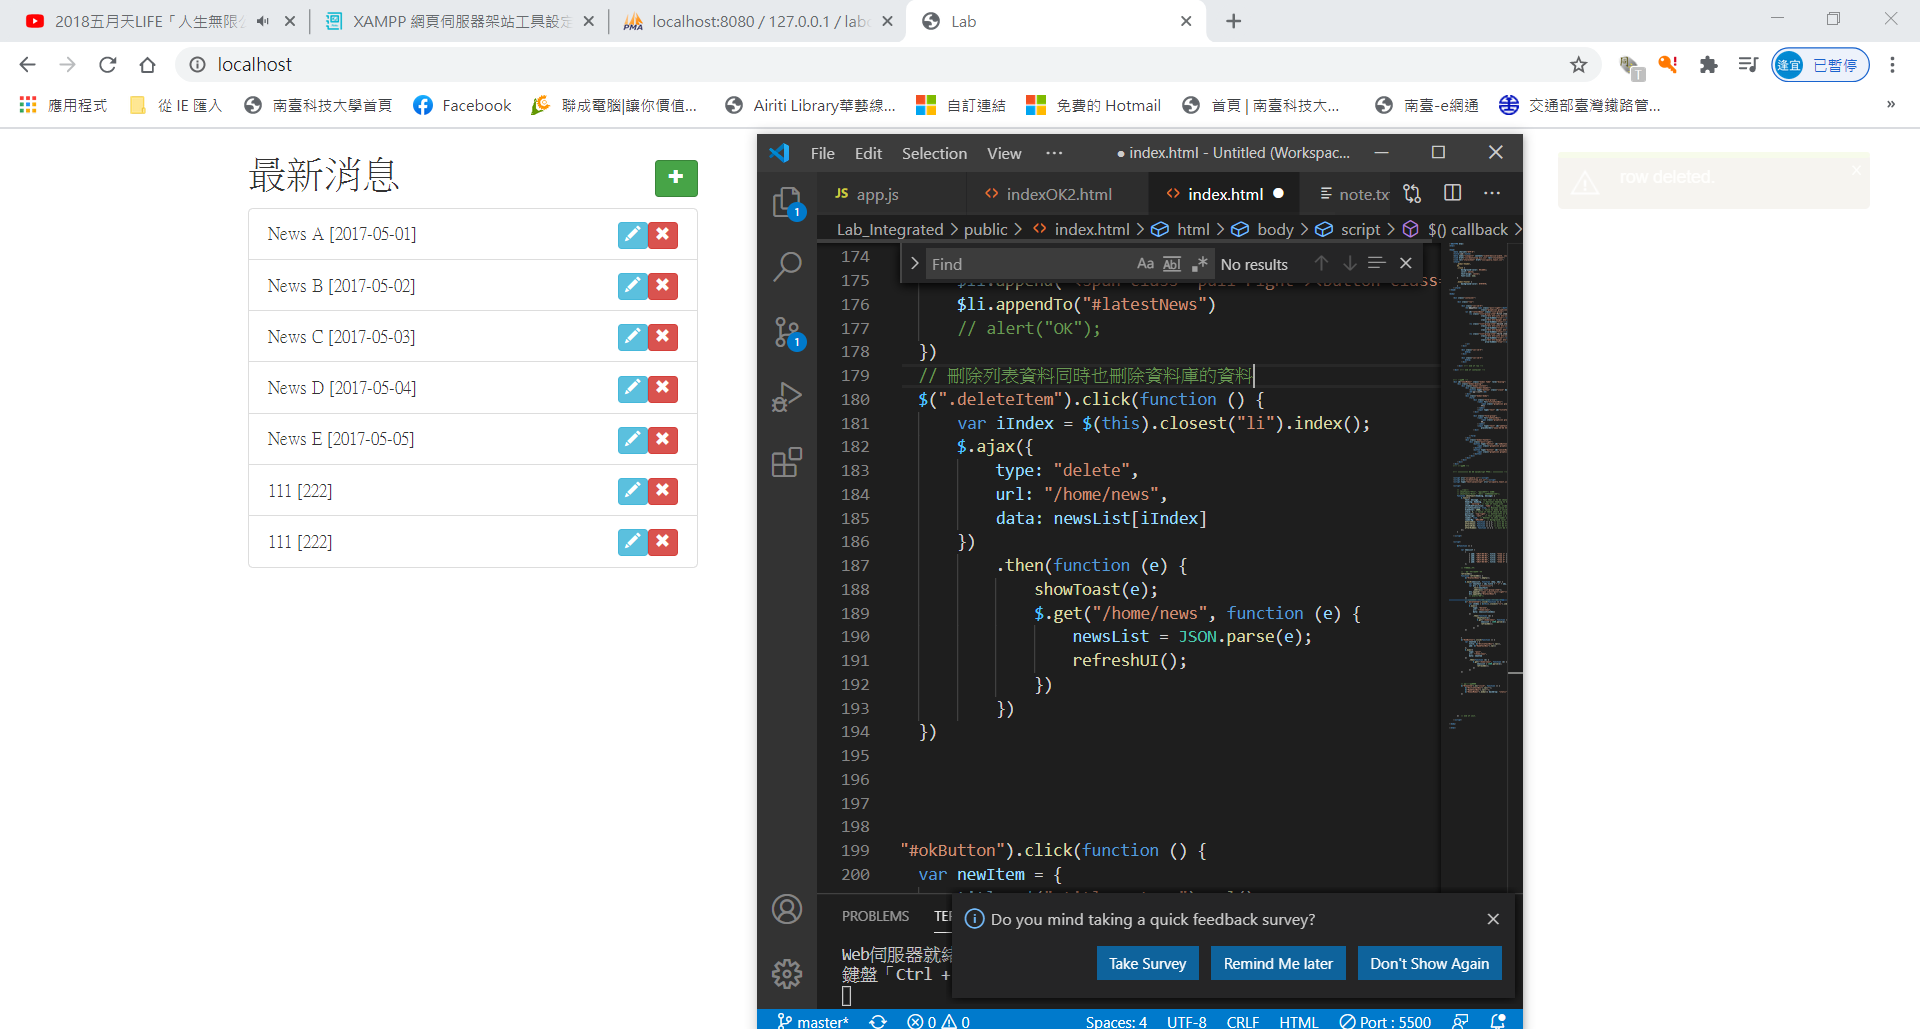 2018五月天LIFE「人生無限公
XAMPP 網頁伺服器架站工具設定
localhost:8080 / 127.0.0.1 / lab
Lab
localhost
逢宜 已暫停
應用程式
從 IE 匯入
南臺科技大學首頁
Facebook
聯成電腦|讓你價值...
Airiti Library華藝線...
自訂連結
免費的 Hotmail
首頁 | 南臺科技大...
南臺-e網通
交通部臺灣鐵路管...
»
最新消息
News A [2017-05-01]
News B [2017-05-02]
News C [2017-05-03]
News D [2017-05-04]
News E [2017-05-05]
111 [222]
111 [222]
row deleted.
File Edit Selection View ··· ● index.html - Untitled (Workspac...
JS app.js
indexOK2.html
index.html
note.tx
Lab_Integrated > public > index.html > html > body > script > $() callback >
Find Aa Abl .* No results
174
175
176 $li.appendTo("#latestNews")
177 // alert("OK");
178 })
179 // 刪除列表資料同時也刪除資料庫的資料
180 $(".deleteItem").click(function () {
181 var iIndex = $(this).closest("li").index();
182 $.ajax({
183 type: "delete",
184 url: "/home/news",
185 data: newsList[iIndex]
186 })
187 .then(function (e) {
188 showToast(e);
189 $.get("/home/news", function (e) {
190 newsList = JSON.parse(e);
191 refreshUI();
192 })
193 })
194 })
195
196
197
198
199 "#okButton").click(function () {
200 var newItem = {
PROBLEMS TE
Web伺服器就
鍵盤「Ctrl +
Do you mind taking a quick feedback survey?
Take Survey
Remind Me later
Don't Show Again
1
1
master* 0 0 Spaces: 4 UTF-8 CRLF HTML Port : 5500